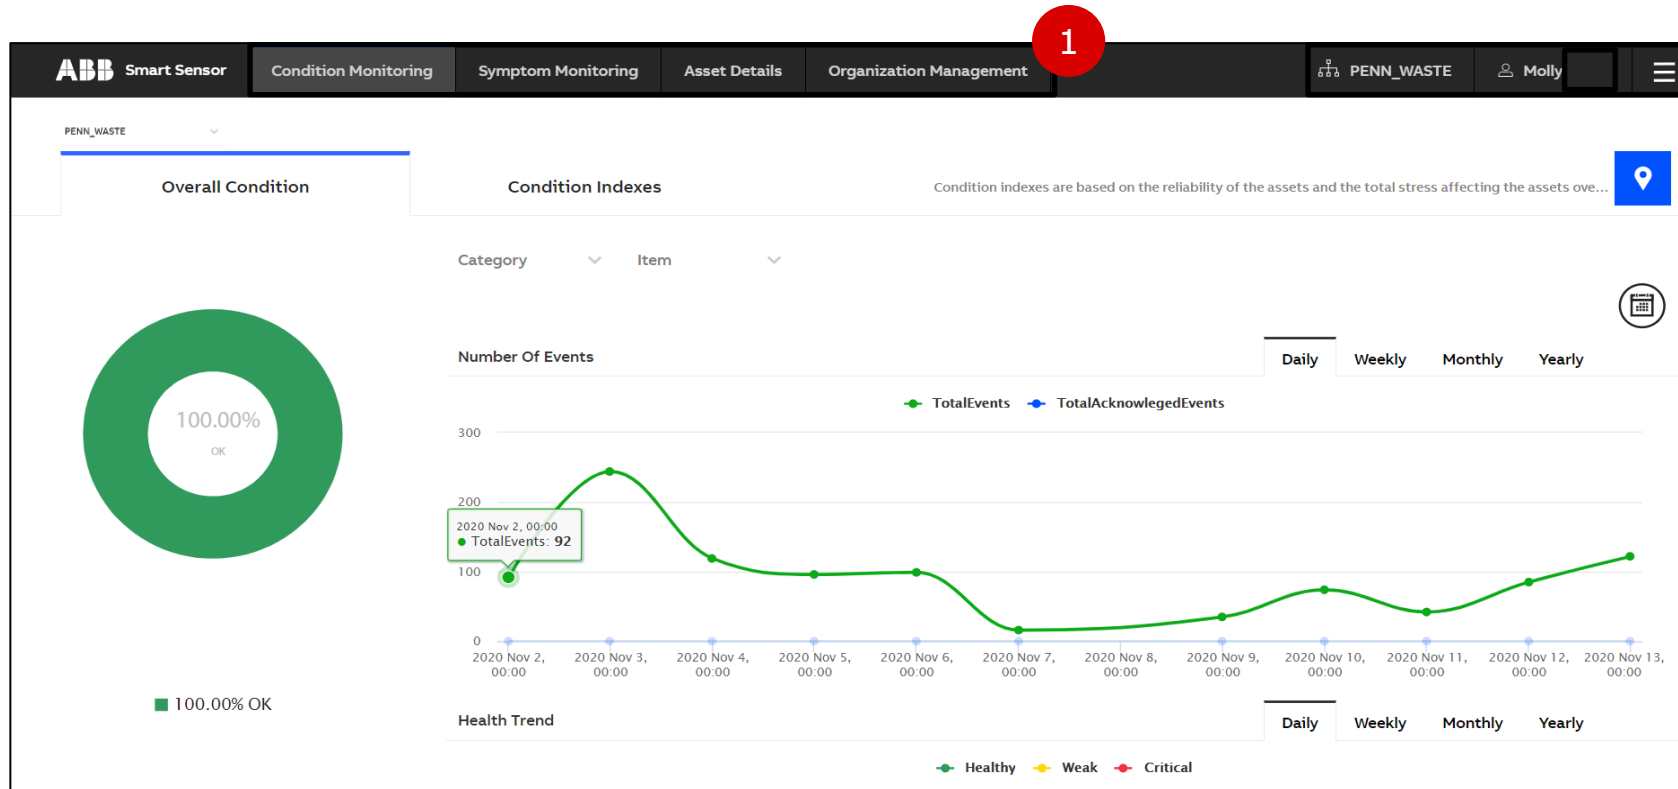 1
ABB Smart Sensor Condition Monitoring Symptom Monitoring Asset Details Organization Management PENN_WASTE Molly
PENN_WASTE
Overall Condition Condition Indexes Condition indexes are based on the reliability of the assets and the total stress affecting the assets ove...
Category Item
Number Of Events Daily Weekly Monthly Yearly
TotalEvents TotalAcknowlegedEvents
100.00%
OK
300
200
2020 Nov 2, 00:00
TotalEvents: 92
100
0
2020 Nov 2, 2020 Nov 3, 2020 Nov 4, 2020 Nov 5, 2020 Nov 6, 2020 Nov 7, 2020 Nov 8, 2020 Nov 9, 2020 Nov 10, 2020 Nov 11, 2020 Nov 12, 2020 Nov 13,
00:00 00:00 00:00 00:00 00:00 00:00 00:00 00:00 00:00 00:00 00:00 00:00
100.00% OK
Health Trend Daily Weekly Monthly Yearly
Healthy Weak Critical